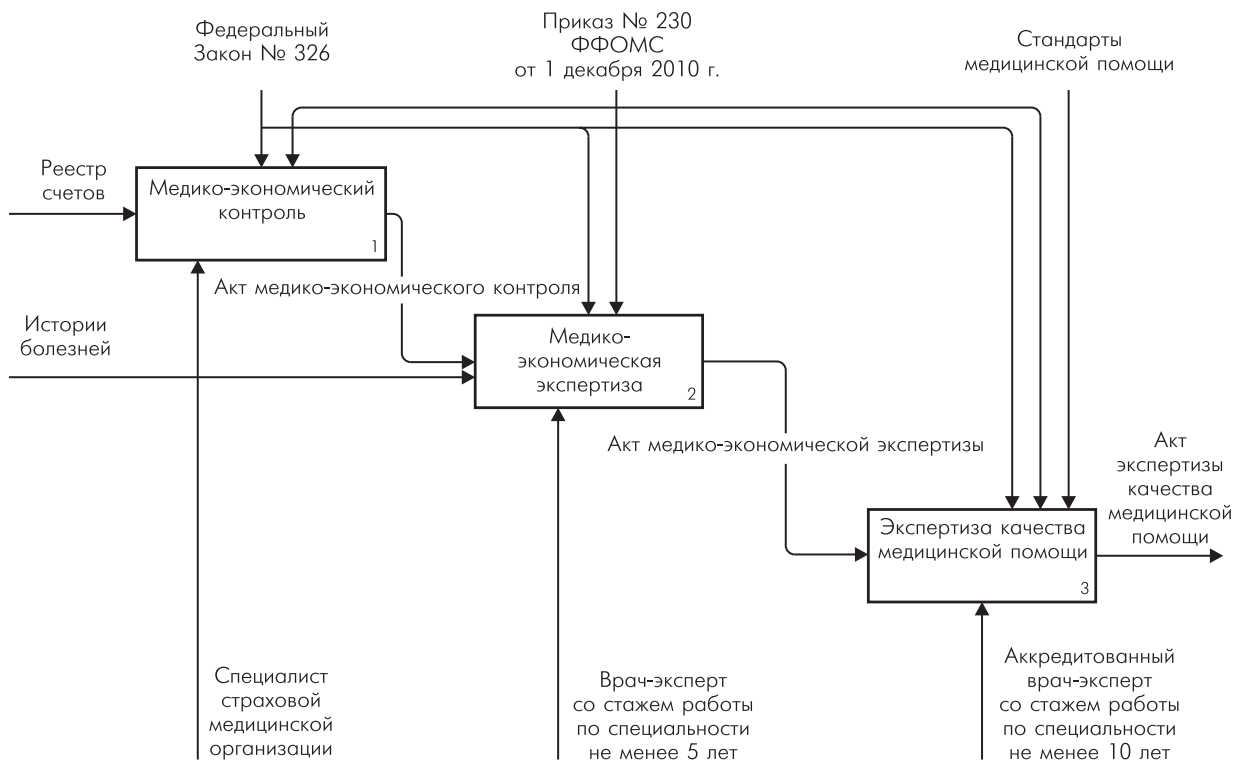 Федеральный
Закон № 326
Приказ № 230
ФФОМС
от 1 декабря 2010 г.
Стандарты
медицинской помощи
Реестр
счетов
Медико-экономический
контроль
1
Акт медико-экономического контроля
Истории
болезней
Медико-
экономическая
экспертиза
2
Акт медико-экономической экспертизы
Акт
экспертизы
качества
медицинской
помощи
Экспертиза качества
медицинской помощи
3
Специалист
страховой
медицинской
организации
Врач-эксперт
со стажем работы
по специальности
не менее 5 лет
Аккредитованный
врач-эксперт
со стажем работы
по специальности
не менее 10 лет